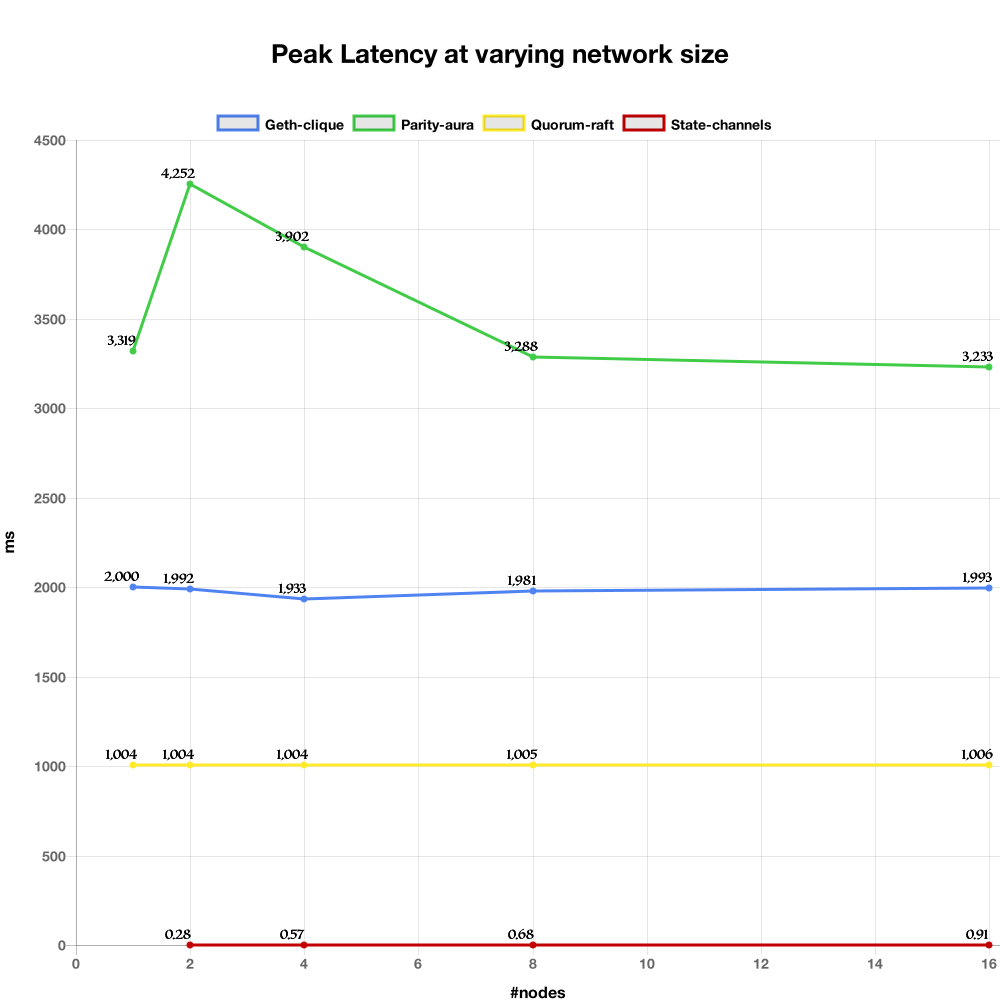 Peak Latency at varying network size
Geth-clique Parity-aura Quorum-raft State-channels
4500
4,252
4000
3,902
3500
3,319
3,288
3,233
3000
2500
2,000 1,992 1,933 1,981 1,993
2000
1500
1,004 1,004 1,004 1,005 1,006
1000
500
0.28 0.57 0.68 0.91
0
0 2 4 6 8 10 12 14 16
ms
#nodes